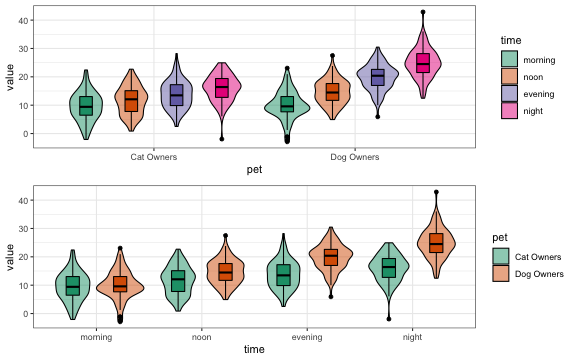 40
30
20
10
0
value
Cat Owners
Dog Owners
pet
time
morning
noon
evening
night
40
30
20
10
0
value
morning
noon
evening
night
time
pet
Cat Owners
Dog Owners